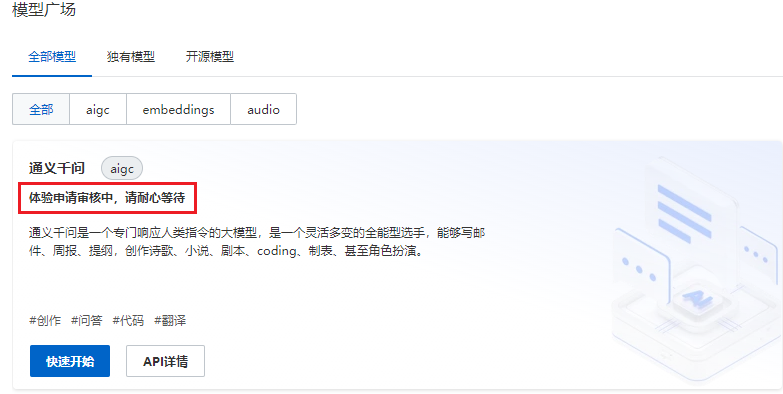 模型广场
全部模型 独有模型 开源模型
全部 aigc embeddings audio
通义千问 aigc
体验申请审核中，请耐心等待
通义千问是一个专门响应人类指令的大模型，是一个灵活多变的全能型选手，能够写邮
件、周报、提纲，创作诗歌、小说、剧本、coding、制表、甚至角色扮演。
#创作 #问答 #代码 #翻译
快速开始 API详情